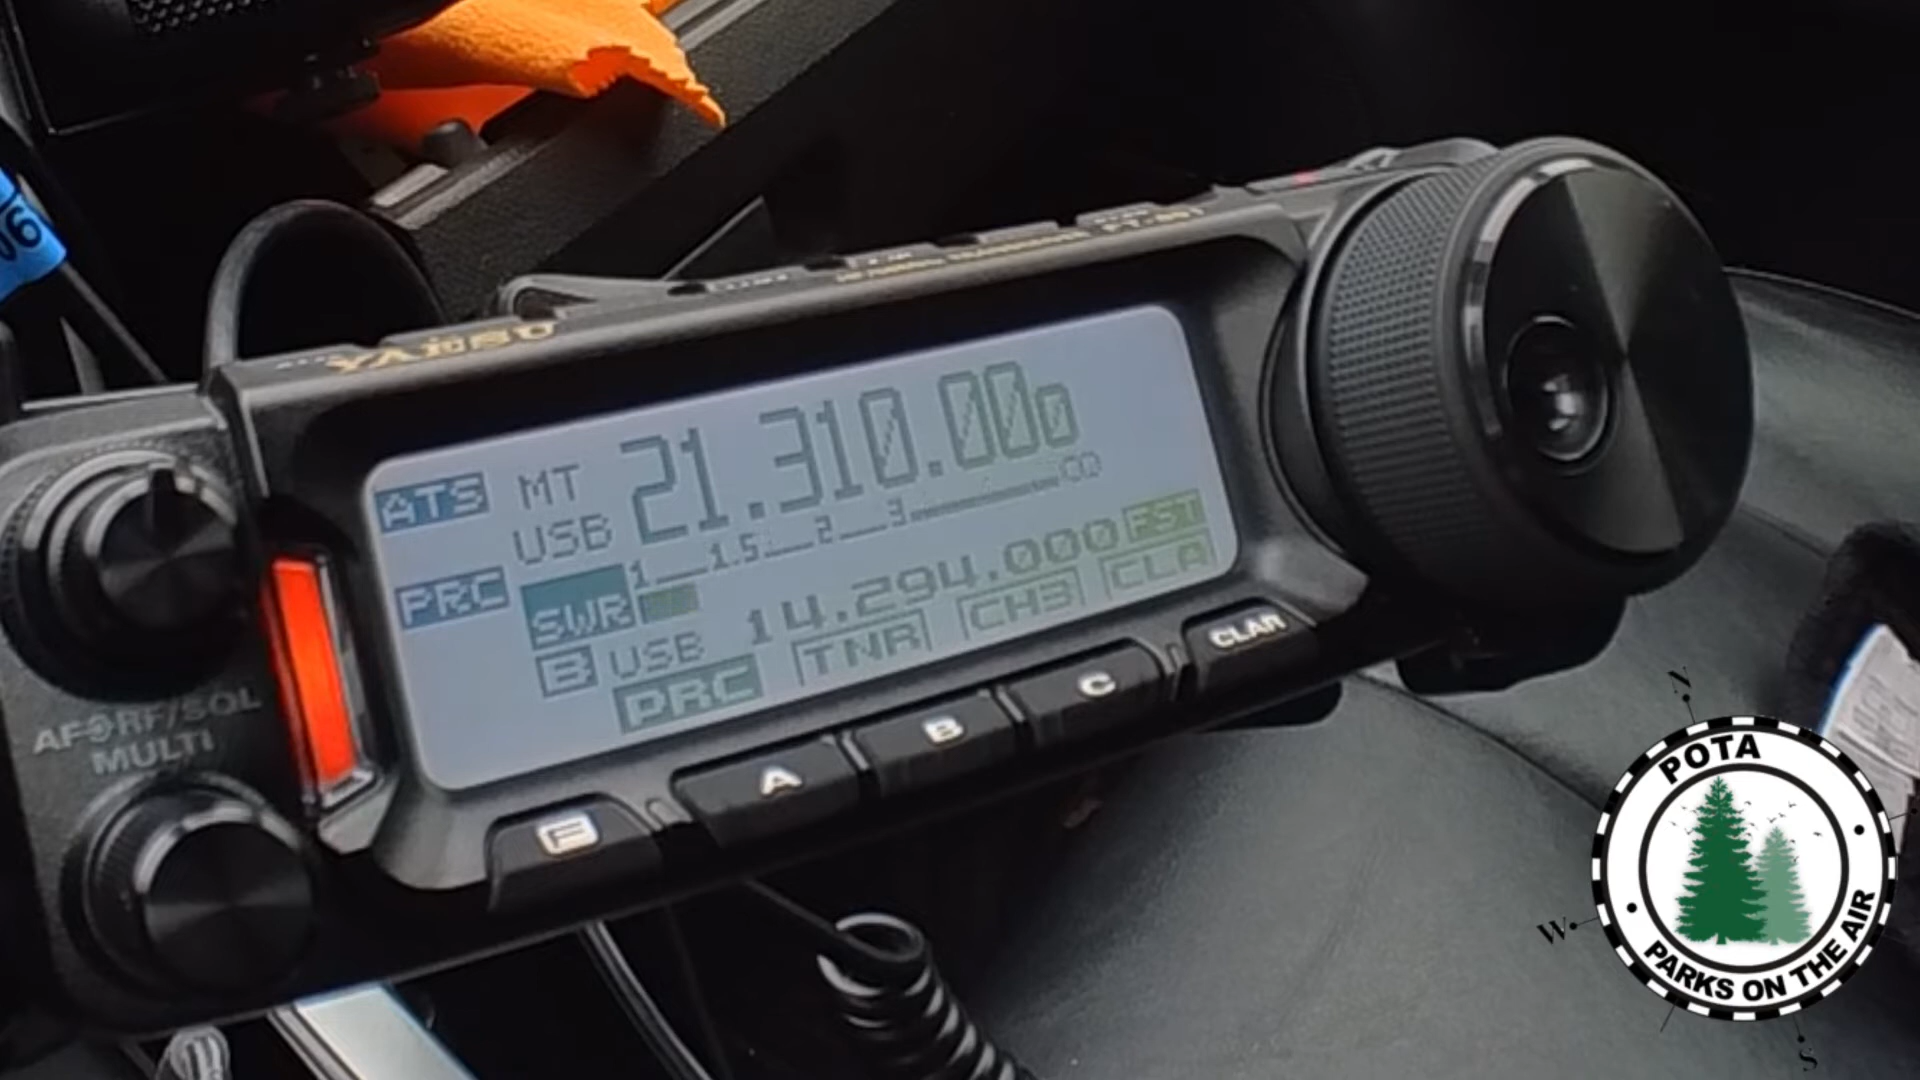 06
YAESU
ATS
MT
21.310.000
USB
1 1.5 2 3 ∞
PRC
SWR
B USB 14.294.000 FST
PRC TNR CH3 CLA
AF RF/SQL
MULTI
F A B C CLAR
N
W
S
POTA
PARKS ON THE AIR